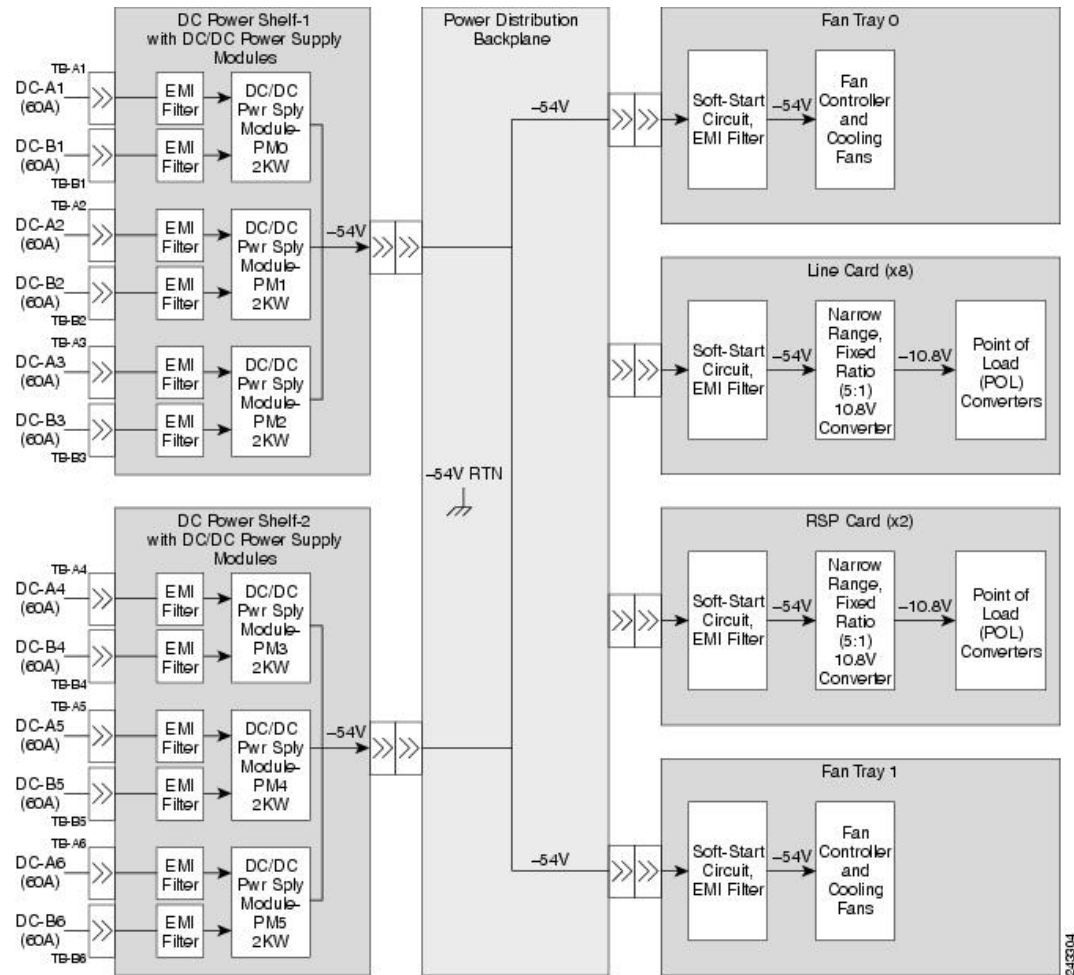 DC Power Shelf-1
with DC/DC Power Supply
Modules
TB-A1
DC-A1
(60A)
EMI
Filter
DC-B1
(60A)
TB-B1
EMI
Filter
DC/DC
Pwr Sply
Module-
PM0
2KW
TB-A2
DC-A2
(60A)
EMI
Filter
DC-B2
(60A)
TB-B2
EMI
Filter
DC/DC
Pwr Sply
Module-
PM1
2KW
–54V
TB-A3
DC-A3
(60A)
EMI
Filter
DC-B3
(60A)
TB-B3
EMI
Filter
DC/DC
Pwr Sply
Module-
PM2
2KW
DC Power Shelf-2
with DC/DC Power Supply
Modules
TB-A4
DC-A4
(60A)
EMI
Filter
DC-B4
(60A)
TB-B4
EMI
Filter
DC/DC
Pwr Sply
Module-
PM3
2KW
TB-A5
DC-A5
(60A)
EMI
Filter
DC-B5
(60A)
TB-B5
EMI
Filter
DC/DC
Pwr Sply
Module-
PM4
2KW
–54V
TB-A6
DC-A6
(60A)
EMI
Filter
DC-B6
(60A)
TB-B6
EMI
Filter
DC/DC
Pwr Sply
Module-
PM5
2KW
Power Distribution
Backplane
–54V
–54V RTN
–54V
Fan Tray 0
Soft-Start
Circuit,
EMI Filter
–54V
Fan
Controller
and
Cooling
Fans
Line Card (x8)
Soft-Start
Circuit,
EMI Filter
–54V
Narrow
Range,
Fixed
Ratio
(5:1)
10.8V
Converter
–10.8V
Point of
Load
(POL)
Converters
RSP Card (x2)
Soft-Start
Circuit,
EMI Filter
–54V
Narrow
Range,
Fixed
Ratio
(5:1)
10.8V
Converter
–10.8V
Point of
Load
(POL)
Converters
Fan Tray 1
Soft-Start
Circuit,
EMI Filter
–54V
Fan
Controller
and
Cooling
Fans
243304